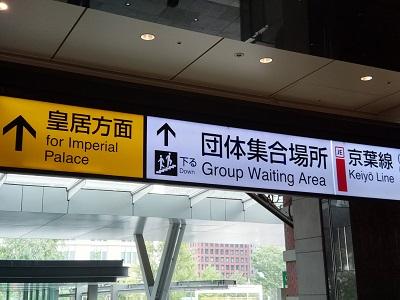 皇居方面
for Imperial
Palace
下る
Down
団体集合場所
Group Waiting Area
JE
京葉線
Keiyō Line